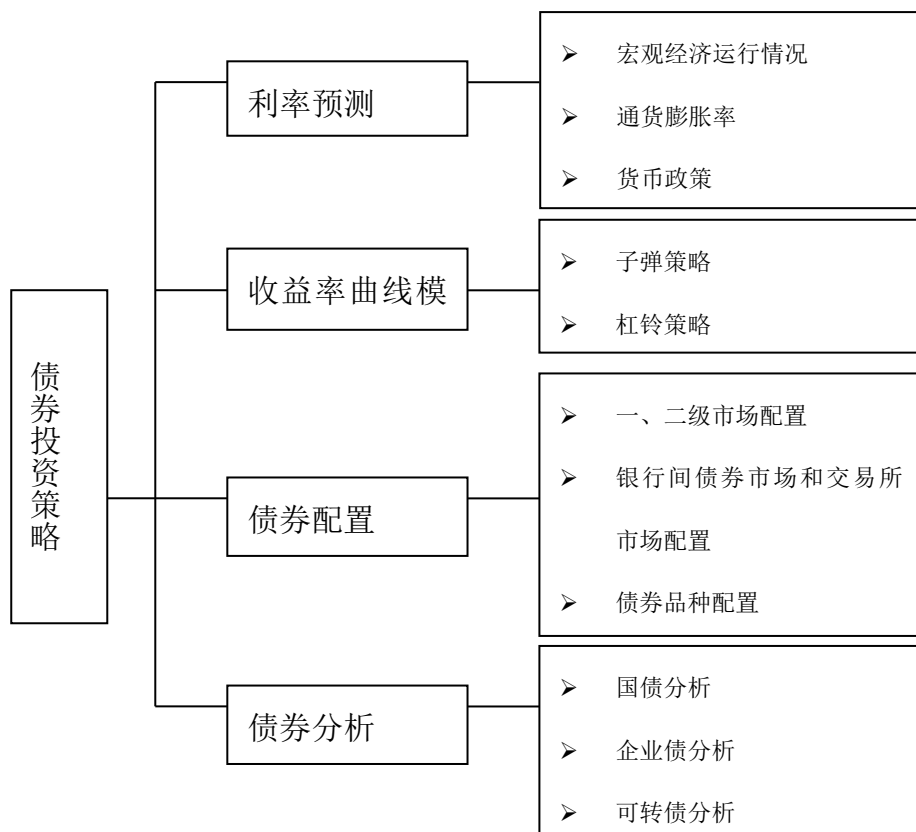 债券投资策略
利率预测
➢ 宏观经济运行情况
➢ 通货膨胀率
➢ 货币政策
收益率曲线模
➢ 子弹策略
➢ 杠铃策略
债券配置
➢ 一、二级市场配置
➢ 银行间债券市场和交易所
市场配置
➢ 债券品种配置
债券分析
➢ 国债分析
➢ 企业债分析
➢ 可转债分析